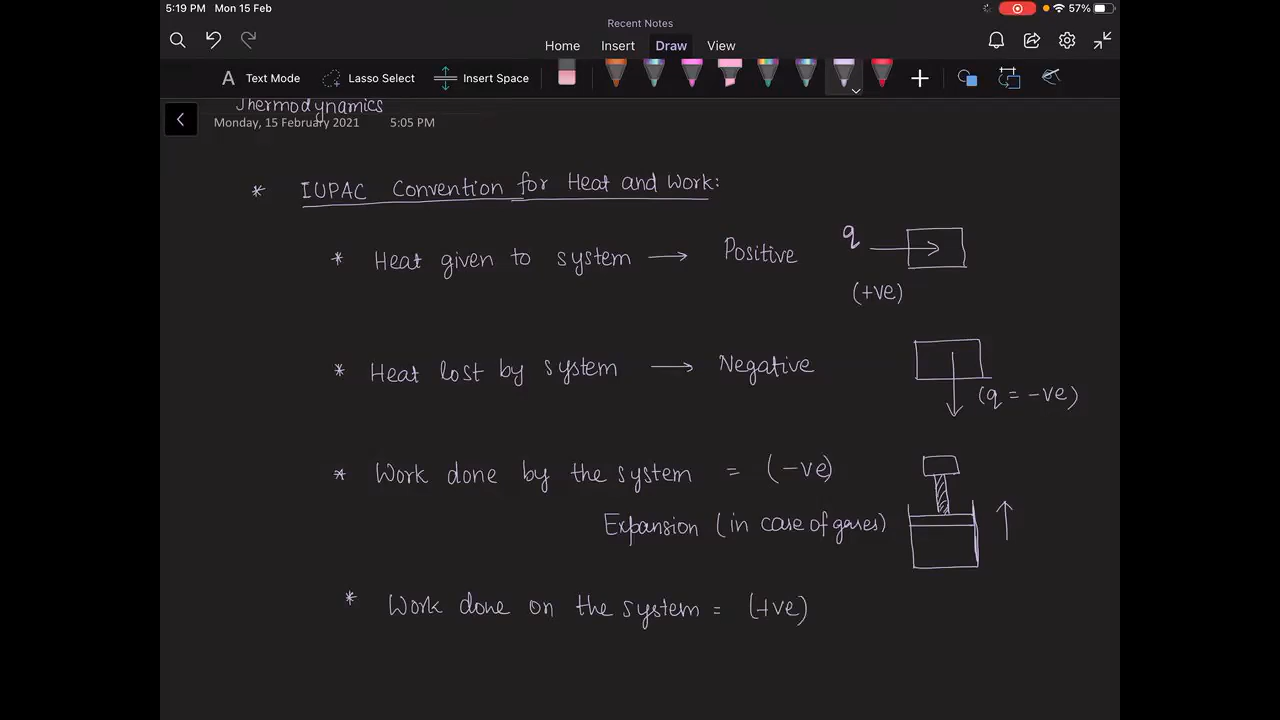 5:19 PM Mon 15 Feb
57%
Recent Notes
Home Insert Draw View
Text Mode Lasso Select Insert Space
Thermodynamics
Monday, 15 February 2021 5:05 PM
* IUPAC Convention for Heat and Work:
* Heat given to system → Positive
q
(+ve)
* Heat lost by system → Negative
(q = -ve)
* Work done by the system = (-ve)
Expansion (in case of gases)
* Work done on the system = (+ve)